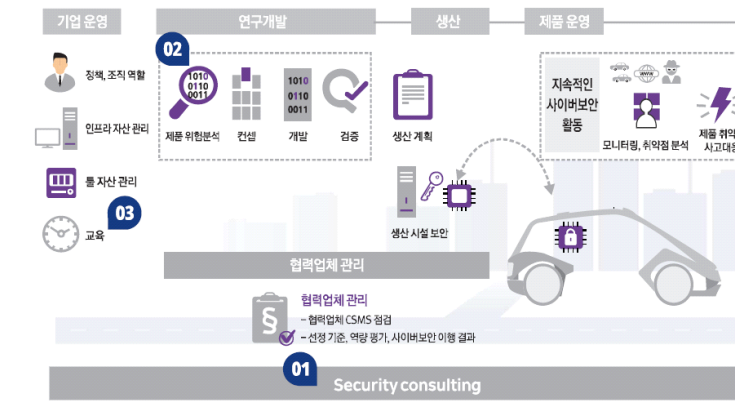 기업 운영
연구개발
생산
제품 운영
02
정책, 조직 역할
인프라 자산 관리
툴 자산 관리
03
교육
1010
0110
0011
제품 위험분석
컨셉
1010
0110
0011
개발
검증
생산 계획
지속적인
사이버보안
활동
www
모니터링, 취약점 분석
제품 취약
사고대응
생산 시설 보안
협력업체 관리
협력업체 관리
– 협력업체 CSMS 점검
– 선정 기준, 역량 평가, 사이버보안 이행 결과
01
Security consulting